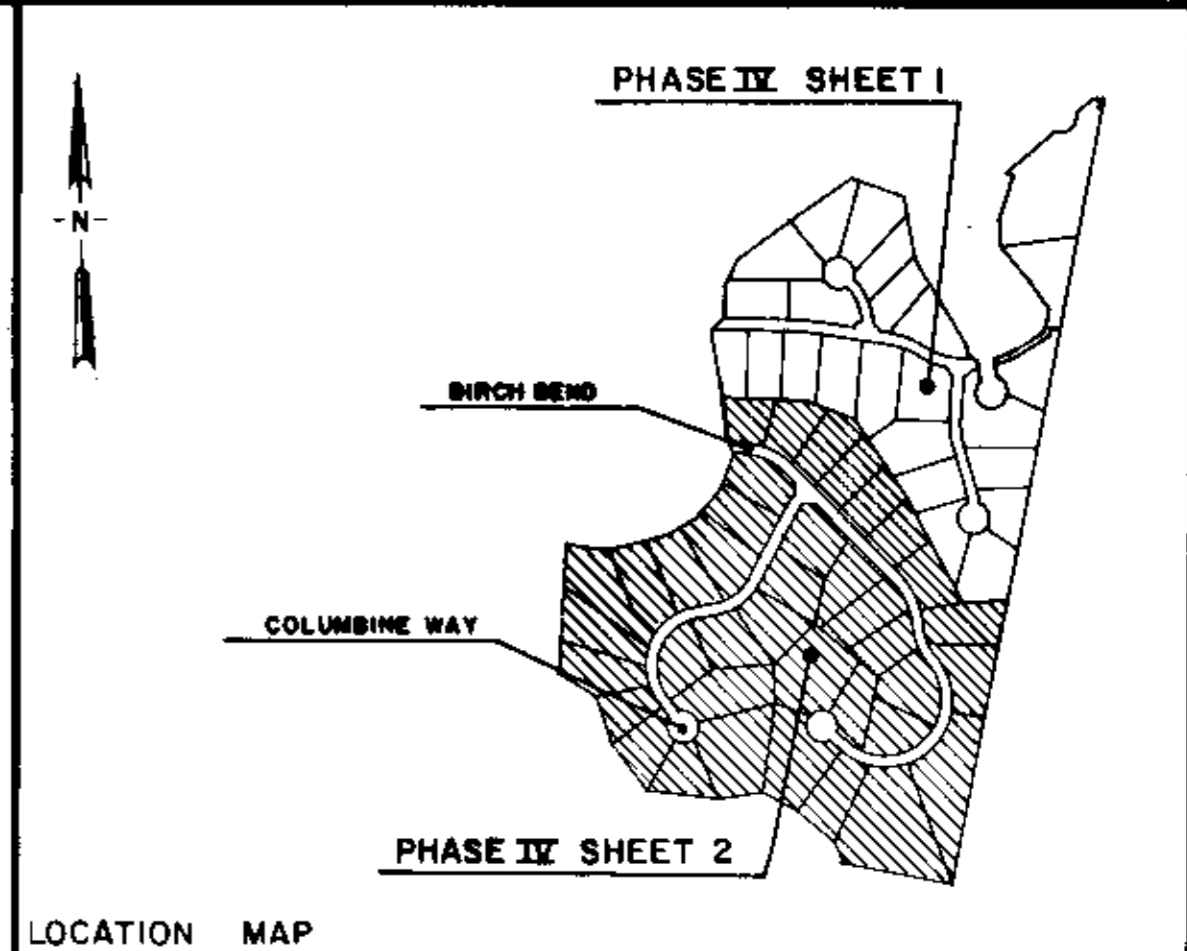 PHASE IV SHEET 1
-N-
BIRCH BEND
COLUMBINE WAY
PHASE IV SHEET 2
LOCATION MAP